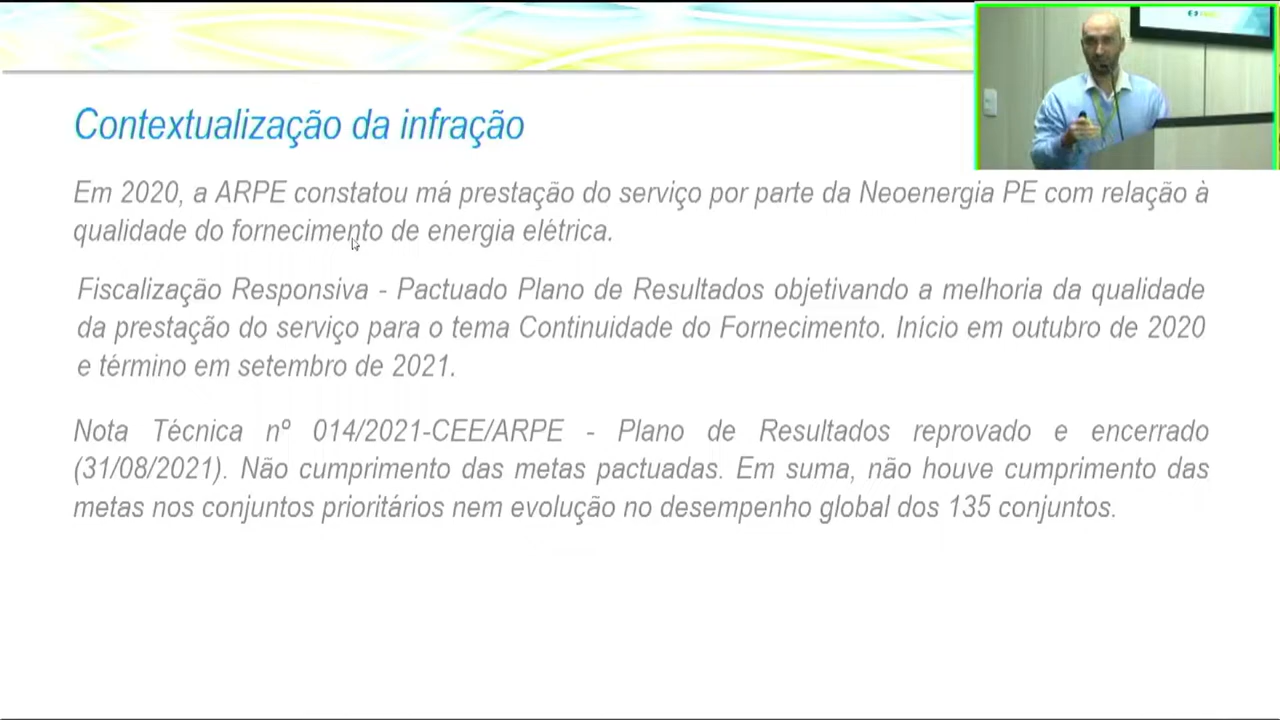 Contextualização da infração
Em 2020, a ARPE constatou má prestação do serviço por parte da Neoenergia PE com relação à
qualidade do fornecimento de energia elétrica.
Fiscalização Responsiva - Pactuado Plano de Resultados objetivando a melhoria da qualidade
da prestação do serviço para o tema Continuidade do Fornecimento. Início em outubro de 2020
e término em setembro de 2021.
Nota Técnica nº 014/2021-CEE/ARPE - Plano de Resultados reprovado e encerrado
(31/08/2021). Não cumprimento das metas pactuadas. Em suma, não houve cumprimento das
metas nos conjuntos prioritários nem evolução no desempenho global dos 135 conjuntos.